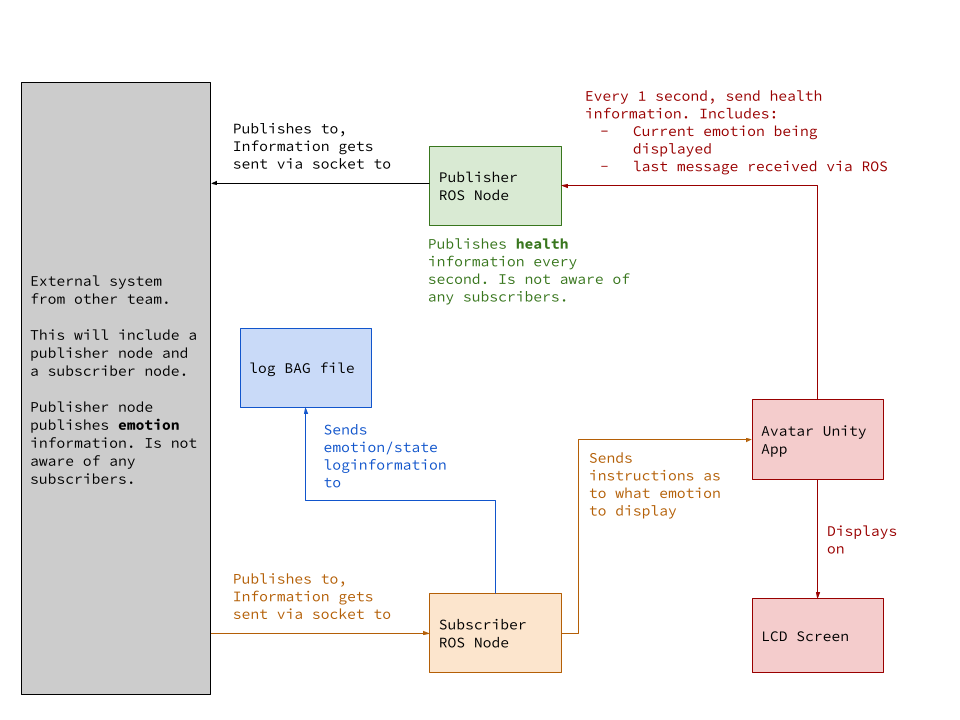 Every 1 second, send health
information. Includes:
- Current emotion being
displayed
- last message received via ROS
Publishes to,
Information gets
sent via socket to
Publisher
ROS Node
Publishes health
information every
second. Is not aware of
any subscribers.
External system
from other team.
This will include a
publisher node and
a subscriber node.
Publisher node
publishes emotion
information. Is not
aware of any
subscribers.
log BAG file
Sends
emotion/state
loginformation
to
Sends
instructions as
to what emotion
to display
Avatar Unity
App
Displays
on
Publishes to,
Information gets
sent via socket to
Subscriber
ROS Node
LCD Screen